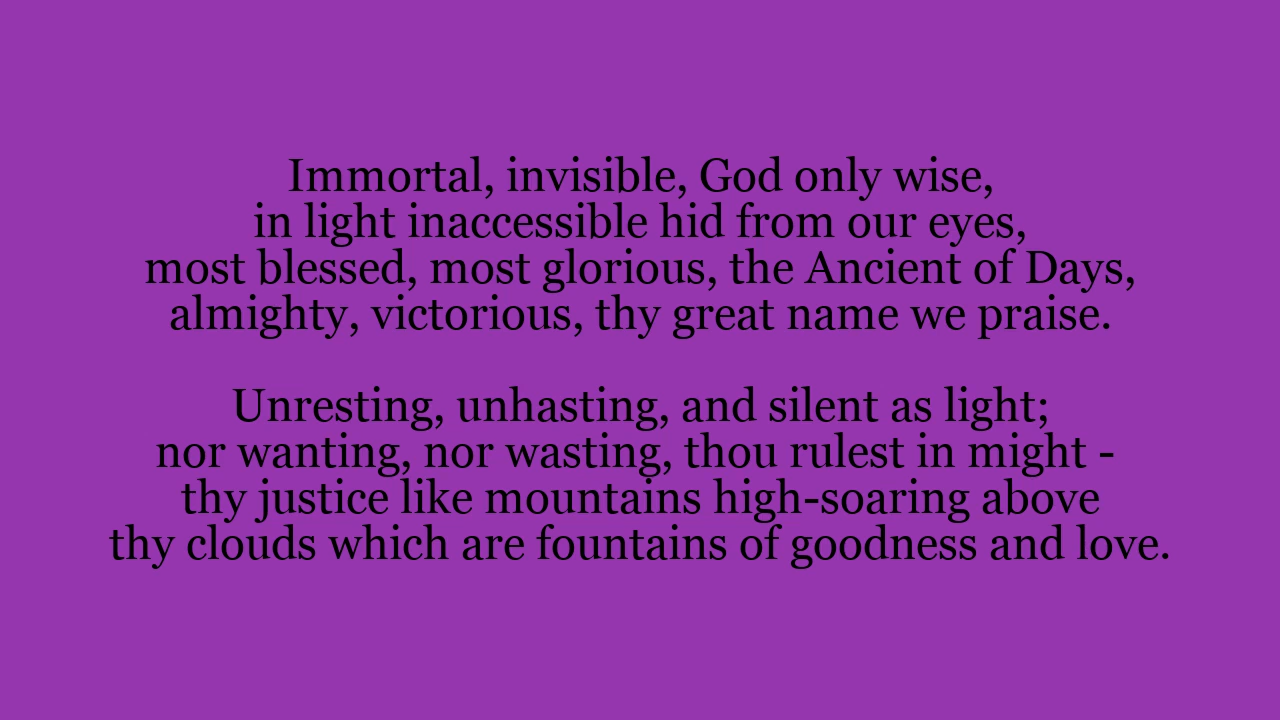 Immortal, invisible, God only wise,
in light inaccessible hid from our eyes,
most blessed, most glorious, the Ancient of Days,
almighty, victorious, thy great name we praise.
Unresting, unhasting, and silent as light;
nor wanting, nor wasting, thou rulest in might -
thy justice like mountains high-soaring above
thy clouds which are fountains of goodness and love.